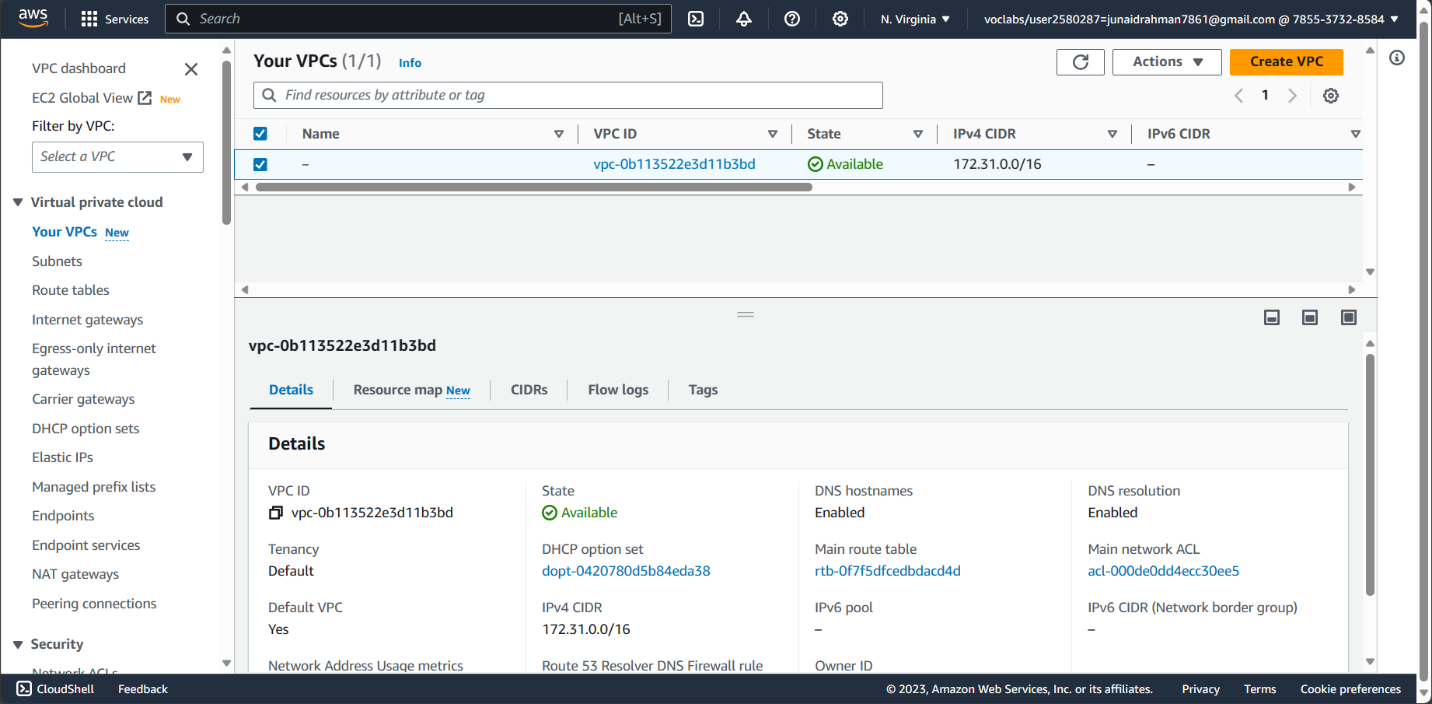 aws Services Search [Alt+S] N. Virginia voclabs/user2580287=junaidrahman7861@gmail.com @ 7855-3732-8584
VPC dashboard
EC2 Global View New
Filter by VPC:
Select a VPC
Virtual private cloud
Your VPCs New
Subnets
Route tables
Internet gateways
Egress-only internet
gateways
Carrier gateways
DHCP option sets
Elastic IPs
Managed prefix lists
Endpoints
Endpoint services
NAT gateways
Peering connections
Security
Network ACLs
Your VPCs (1/1) Info
Actions Create VPC
Find resources by attribute or tag
1
Name VPC ID State IPv4 CIDR IPv6 CIDR
– vpc-0b113522e3d11b3bd Available 172.31.0.0/16 –
vpc-0b113522e3d11b3bd
Details Resource map New CIDRs Flow logs Tags
Details
VPC ID State DNS hostnames DNS resolution
vpc-0b113522e3d11b3bd Available Enabled Enabled
Tenancy DHCP option set Main route table Main network ACL
Default dopt-0420780d5b84eda38 rtb-0f7f5dfcedbdacd4d acl-000de0dd4ecc30ee5
Default VPC IPv4 CIDR IPv6 pool IPv6 CIDR (Network border group)
Yes 172.31.0.0/16 – –
Network Address Usage metrics Route 53 Resolver DNS Firewall rule Owner ID
CloudShell Feedback © 2023, Amazon Web Services, Inc. or its affiliates. Privacy Terms Cookie preferences